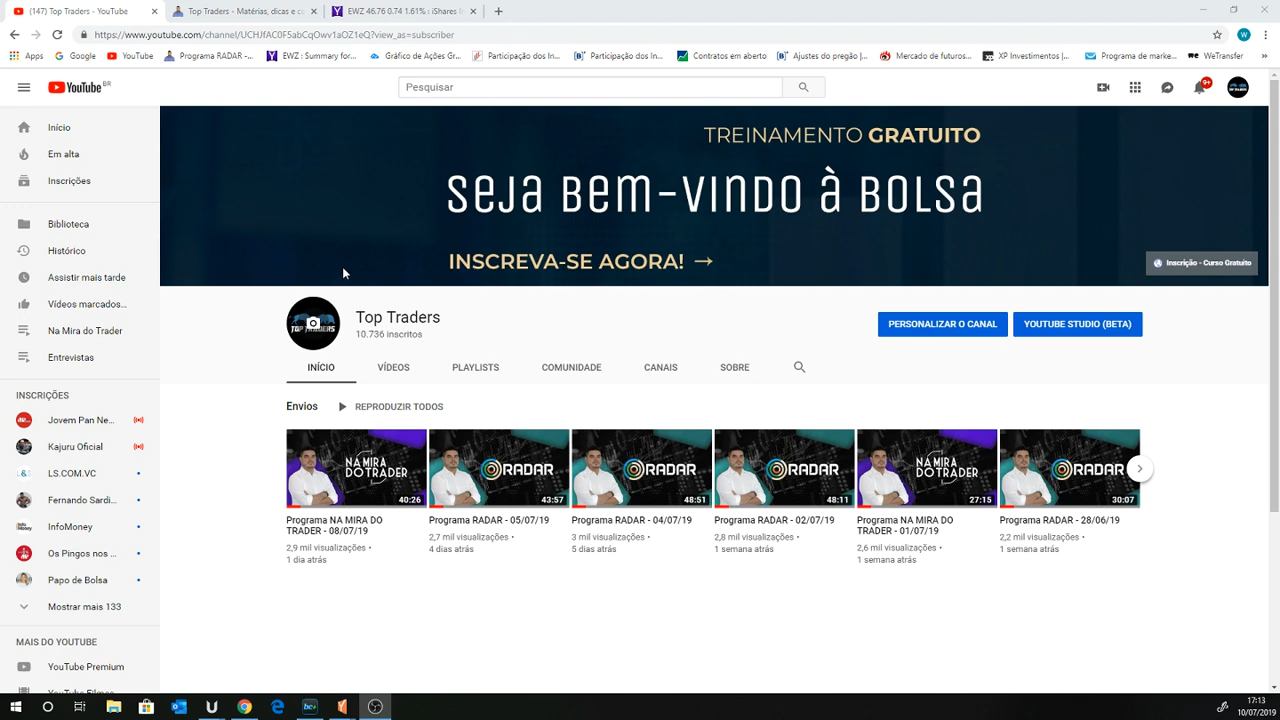 (147) Top Traders - YouTube
Top Traders - Matérias, dicas e cu
EWZ 46.76 0.74 1.61% : iShares I
https://www.youtube.com/channel/UCHJfAC0F5abCqOwv1aOZ1eQ?view_as=subscriber
Apps
Google
YouTube
Programa RADAR -...
EWZ : Summary for...
Gráfico de Ações Gr...
Participação dos In...
Participação dos In...
Contratos em aberto
Ajustes do pregão |...
Mercado de futuros...
XP Investimentos |...
Programa de marke...
WeTransfer
YouTube BR
Pesquisar
9+
Início
Em alta
Inscrições
Biblioteca
Histórico
Assistir mais tarde
Vídeos marcados...
Na Mira do Trader
Entrevistas
INSCRIÇÕES
Jovem Pan Ne...
Kajuru Oficial
LS.COM.VC
Fernando Sardi...
InfoMoney
Os Pingos nos ...
Papo de Bolsa
Mostrar mais 133
MAIS DO YOUTUBE
YouTube Premium
YouTube Filmes
TREINAMENTO GRATUITO
SEJA BEM-VINDO À BOLSA
INSCREVA-SE AGORA! →
Inscrição - Curso Gratuito
TOP TRADERS
Top Traders
10.736 inscritos
PERSONALIZAR O CANAL
YOUTUBE STUDIO (BETA)
INÍCIO
VÍDEOS
PLAYLISTS
COMUNIDADE
CANAIS
SOBRE
Envios
REPRODUZIR TODOS
NA MIRA DO TRADER
40:26
Programa NA MIRA DO
TRADER - 08/07/19
2,9 mil visualizações •
1 dia atrás
RADAR
43:57
Programa RADAR - 05/07/19
2,7 mil visualizações •
4 dias atrás
RADAR
48:51
Programa RADAR - 04/07/19
3 mil visualizações •
5 dias atrás
RADAR
48:11
Programa RADAR - 02/07/19
2,8 mil visualizações •
1 semana atrás
NA MIRA DO TRADER
27:15
Programa NA MIRA DO
TRADER - 01/07/19
2,6 mil visualizações •
1 semana atrás
RADAR
30:07
Programa RADAR - 28/06/19
2,2 mil visualizações •
1 semana atrás
17:13
10/07/2019